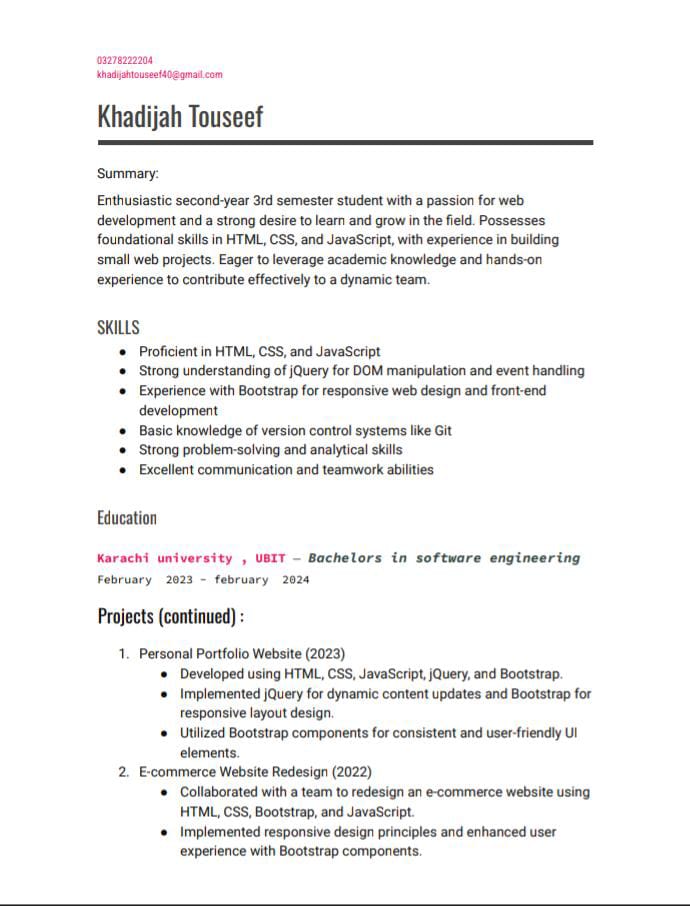 03278222204
khadijahtouseef40@gmail.com
Khadijah Touseef
Summary:
Enthusiastic second-year 3rd semester student with a passion for web
development and a strong desire to learn and grow in the field. Possesses
foundational skills in HTML, CSS, and JavaScript, with experience in building
small web projects. Eager to leverage academic knowledge and hands-on
experience to contribute effectively to a dynamic team.
SKILLS
● Proficient in HTML, CSS, and JavaScript
● Strong understanding of jQuery for DOM manipulation and event handling
● Experience with Bootstrap for responsive web design and front-end
development
● Basic knowledge of version control systems like Git
● Strong problem-solving and analytical skills
● Excellent communication and teamwork abilities
Education
Karachi university , UBIT — Bachelors in software engineering
February 2023 - february 2024
Projects (continued) :
1. Personal Portfolio Website (2023)
● Developed using HTML, CSS, JavaScript, jQuery, and Bootstrap.
● Implemented jQuery for dynamic content updates and Bootstrap for
responsive layout design.
● Utilized Bootstrap components for consistent and user-friendly UI
elements.
2. E-commerce Website Redesign (2022)
● Collaborated with a team to redesign an e-commerce website using
HTML, CSS, Bootstrap, and JavaScript.
● Implemented responsive design principles and enhanced user
experience with Bootstrap components.